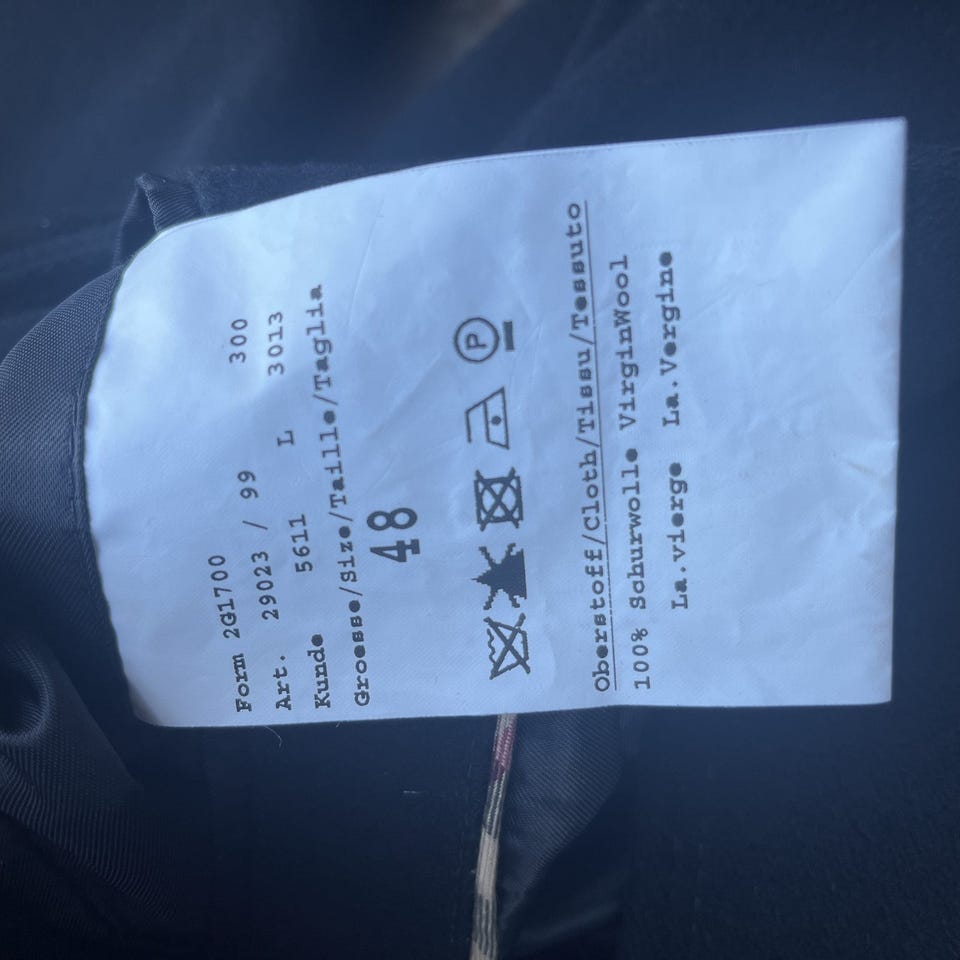 Form 2G1700 300
Art. 29023 / 99 3013
Kunde 5611 L
Groesse/Size/Taille/Taglia
48
P
Oberstoff/Cloth/Tissu/Tessuto
100% Schurwolle VirginWool
La.vierge La.Vergine